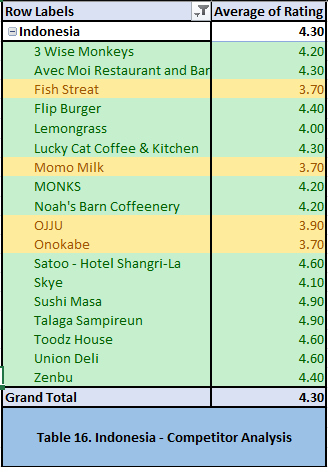 Row Labels Average of Rating
Indonesia 4.30
3 Wise Monkeys 4.20
Avec Moi Restaurant and Bar 4.30
Fish Streat 3.70
Flip Burger 4.40
Lemongrass 4.00
Lucky Cat Coffee & Kitchen 4.30
Momo Milk 3.70
MONKS 4.20
Noah's Barn Coffeenery 4.20
OJJU 3.90
Onokabe 3.70
Satoo - Hotel Shangri-La 4.60
Skye 4.10
Sushi Masa 4.90
Talaga Sampireun 4.90
Toodz House 4.60
Union Deli 4.60
Zenbu 4.40
Grand Total 4.30
Table 16. Indonesia - Competitor Analysis